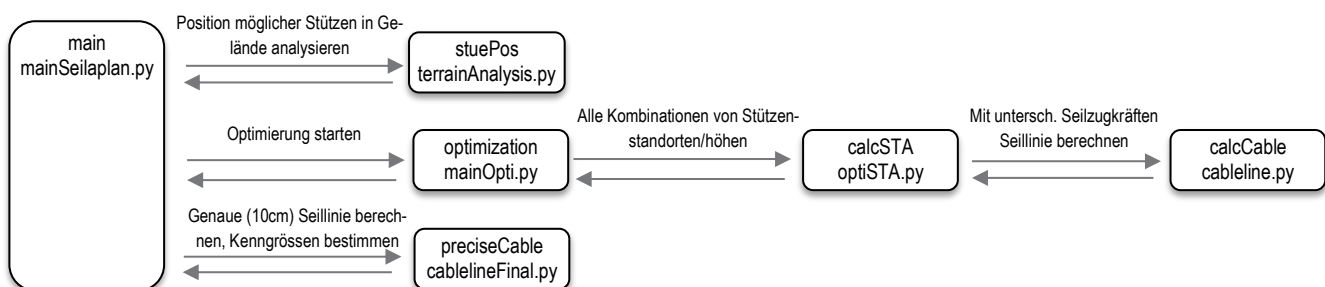 main
mainSeilaplan.py
Position möglicher Stützen in Ge-
lände analysieren
stuePos
terrainAnalysis.py
Optimierung starten
optimization
mainOpti.py
Alle Kombinationen von Stützen-
standorten/höhen
calcSTA
optiSTA.py
Mit untersch. Seilzugkräften
Seillinie berechnen
calcCable
cableline.py
Genaue (10cm) Seillinie berech-
nen, Kenngrössen bestimmen
preciseCable
cablelineFinal.py